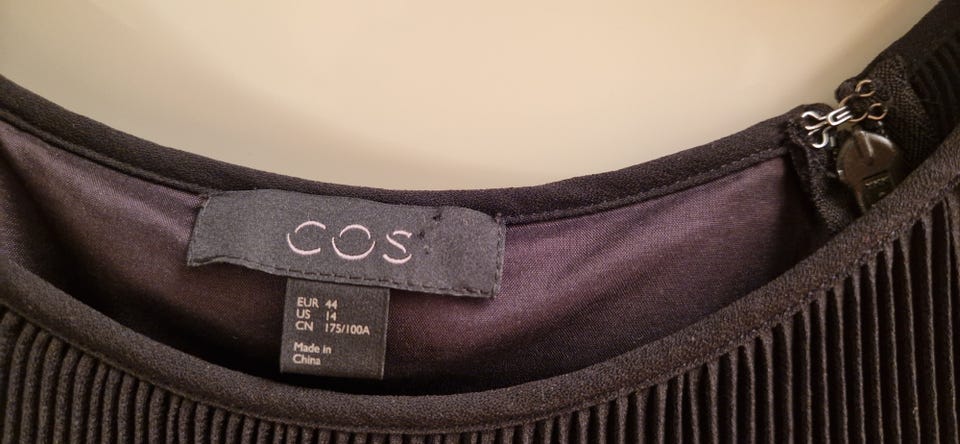 COS
EUR 44
US 14
CN 175/100A
Made in
China